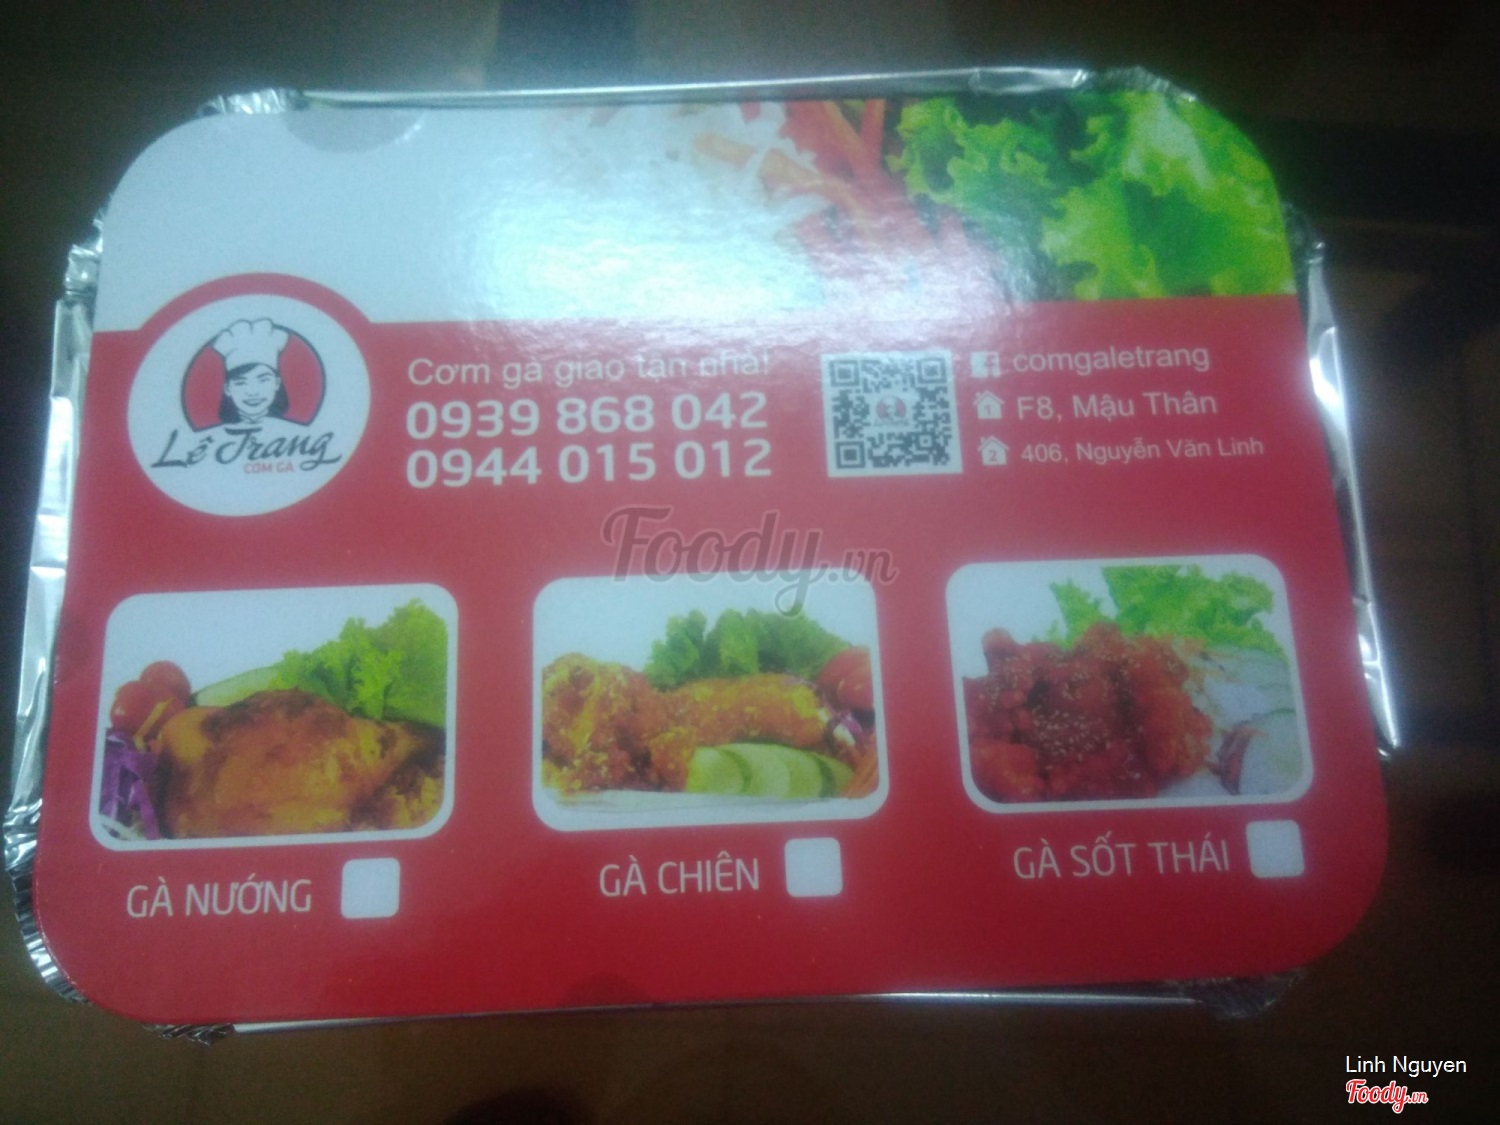 Lê Trang
CƠM GÀ
Cơm gà giao tận nhà!
0939 868 042
0944 015 012
comgaletrang
1 F8, Mậu Thân
2 406, Nguyễn Văn Linh
Foody.vn
GÀ NƯỚNG
GÀ CHIÊN
GÀ SỐT THÁI
Linh Nguyen
Foody.vn